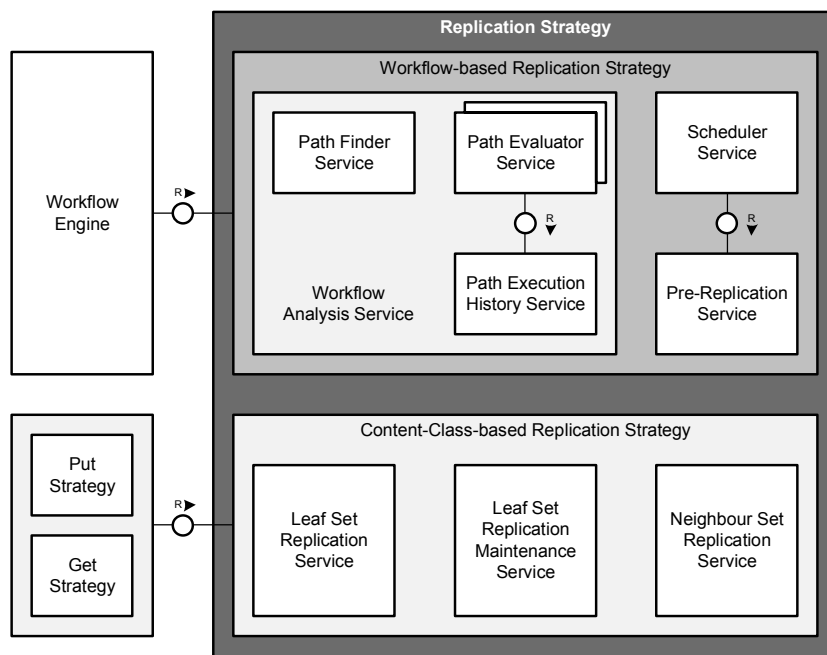 Replication Strategy
Workflow-based Replication Strategy
Workflow
Engine
R
Path Finder
Service
Path Evaluator
Service
Scheduler
Service
R
R
Workflow
Analysis Service
Path Execution
History Service
Pre-Replication
Service
Content-Class-based Replication Strategy
Put
Strategy
Get
Strategy
R
Leaf Set
Replication
Service
Leaf Set
Replication
Maintenance
Service
Neighbour Set
Replication
Service